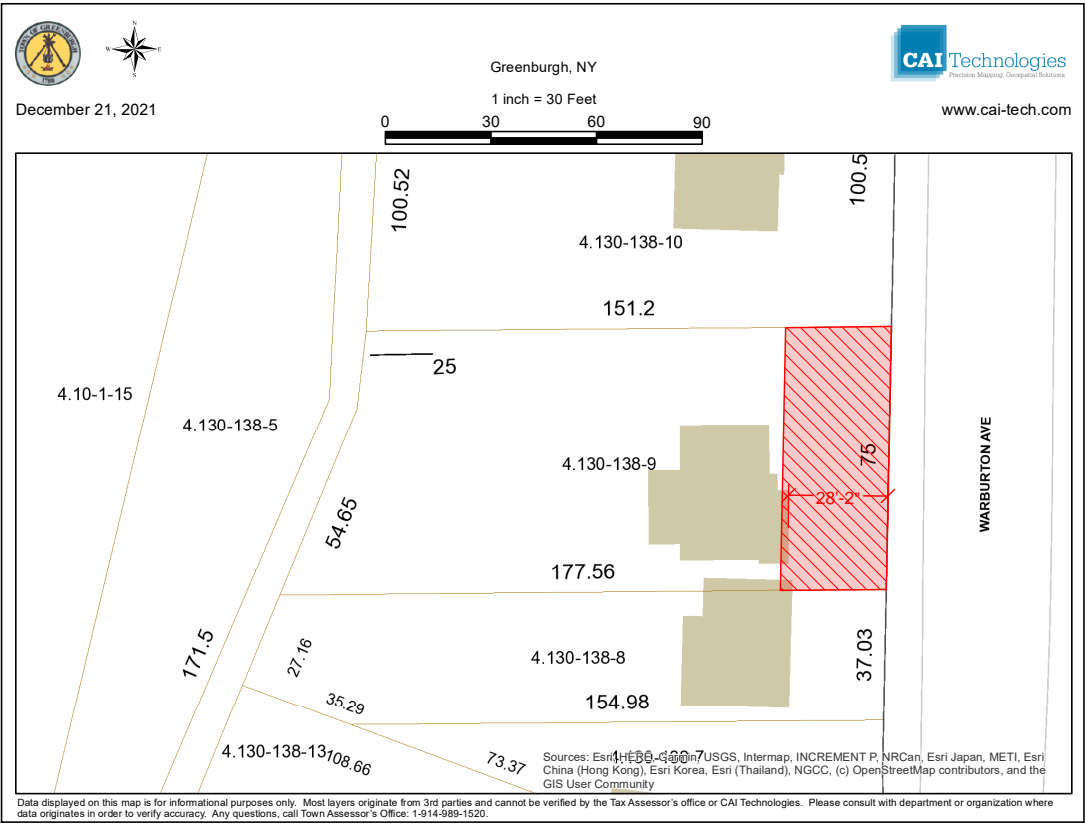 TOWN OF GREENBURGH
1788
N
W E
S
CAI Technologies
Precision Mapping. Geospatial Solutions.
Greenburgh, NY
December 21, 2021
1 inch = 30 Feet
www.cai-tech.com
0 30 60 90
100.52
100.5
4.130-138-10
151.2
25
4.10-1-15
4.130-138-5
75
WARBURTON AVE
4.130-138-9
28'-2"
54.65
177.56
171.5
27.16
4.130-138-8
37.03
35.29
154.98
4.130-138-13
108.66
73.37
Sources: Esri, HERE, Garmin, USGS, Intermap, INCREMENT P, NRCan, Esri Japan, METI, Esri
China (Hong Kong), Esri Korea, Esri (Thailand), NGCC, (c) OpenStreetMap contributors, and the
GIS User Community
Data displayed on this map is for informational purposes only. Most layers originate from 3rd parties and cannot be verified by the Tax Assessor's office or CAI Technologies. Please consult with department or organization where
data originates in order to verify accuracy. Any questions, call Town Assessor's Office: 1-914-989-1520.